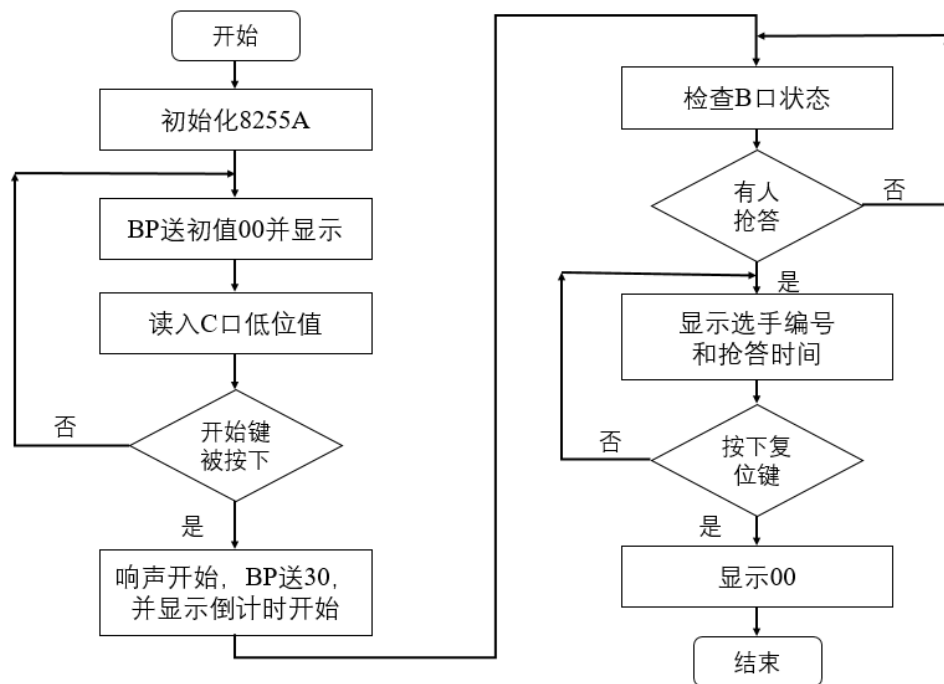 开始
初始化8255A
BP送初值00并显示
读入C口低位值
否
开始键
被按下
是
响声开始，BP送30，
并显示倒计时开始
检查B口状态
有人
抢答
否
是
显示选手编号
和抢答时间
否
按下复
位键
是
显示00
结束